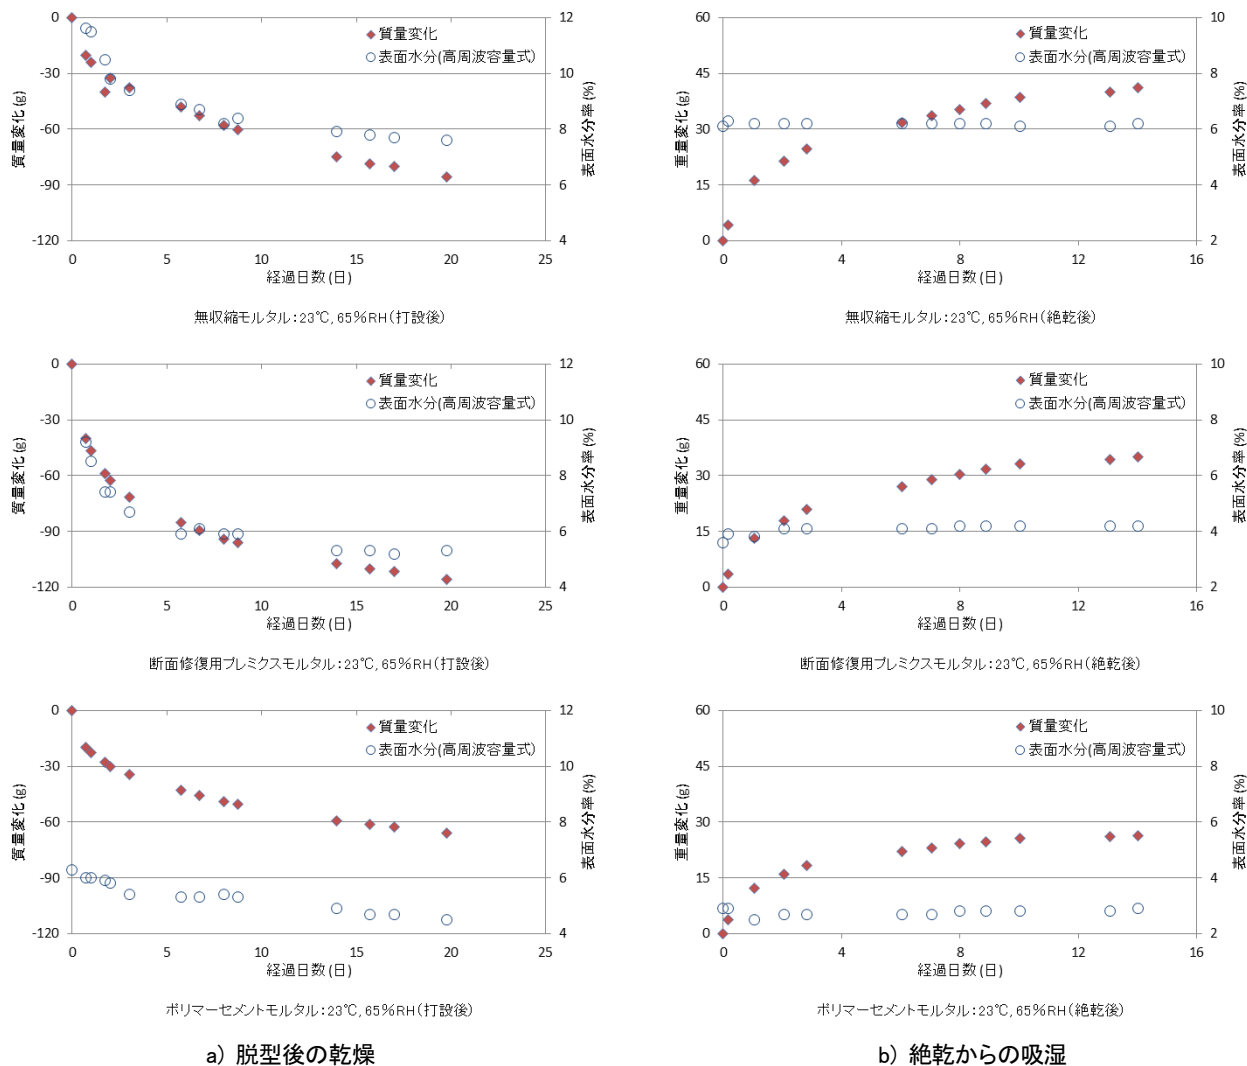 0
-30
-60
-90
-120
12
10
8
6
4
0
5
10
15
20
25
質量変化(g)
表面水分率(%)
経過日数(日)
質量変化
表面水分(高周波容量式)
無収縮モルタル:23℃, 65%RH(打設後)
60
45
30
15
0
10
8
6
4
2
0
4
8
12
16
重量変化(g)
表面水分率(%)
経過日数(日)
質量変化
表面水分(高周波容量式)
無収縮モルタル:23℃, 65%RH(絶乾後)
0
-30
-60
-90
-120
12
10
8
6
4
0
5
10
15
20
25
質量変化(g)
表面水分率(%)
経過日数(日)
質量変化
表面水分(高周波容量式)
断面修復用プレミクスモルタル:23℃, 65%RH(打設後)
60
45
30
15
0
10
8
6
4
2
0
4
8
12
16
重量変化(g)
表面水分率(%)
経過日数(日)
質量変化
表面水分(高周波容量式)
断面修復用プレミクスモルタル:23℃, 65%RH(絶乾後)
0
-30
-60
-90
-120
12
10
8
6
4
0
5
10
15
20
25
質量変化(g)
表面水分率(%)
経過日数(日)
質量変化
表面水分(高周波容量式)
ポリマーセメントモルタル:23℃, 65%RH(打設後)
60
45
30
15
0
10
8
6
4
2
0
4
8
12
16
重量変化(g)
表面水分率(%)
経過日数(日)
質量変化
表面水分(高周波容量式)
ポリマーセメントモルタル:23℃, 65%RH(絶乾後)
a) 脱型後の乾燥
b) 絶乾からの吸湿